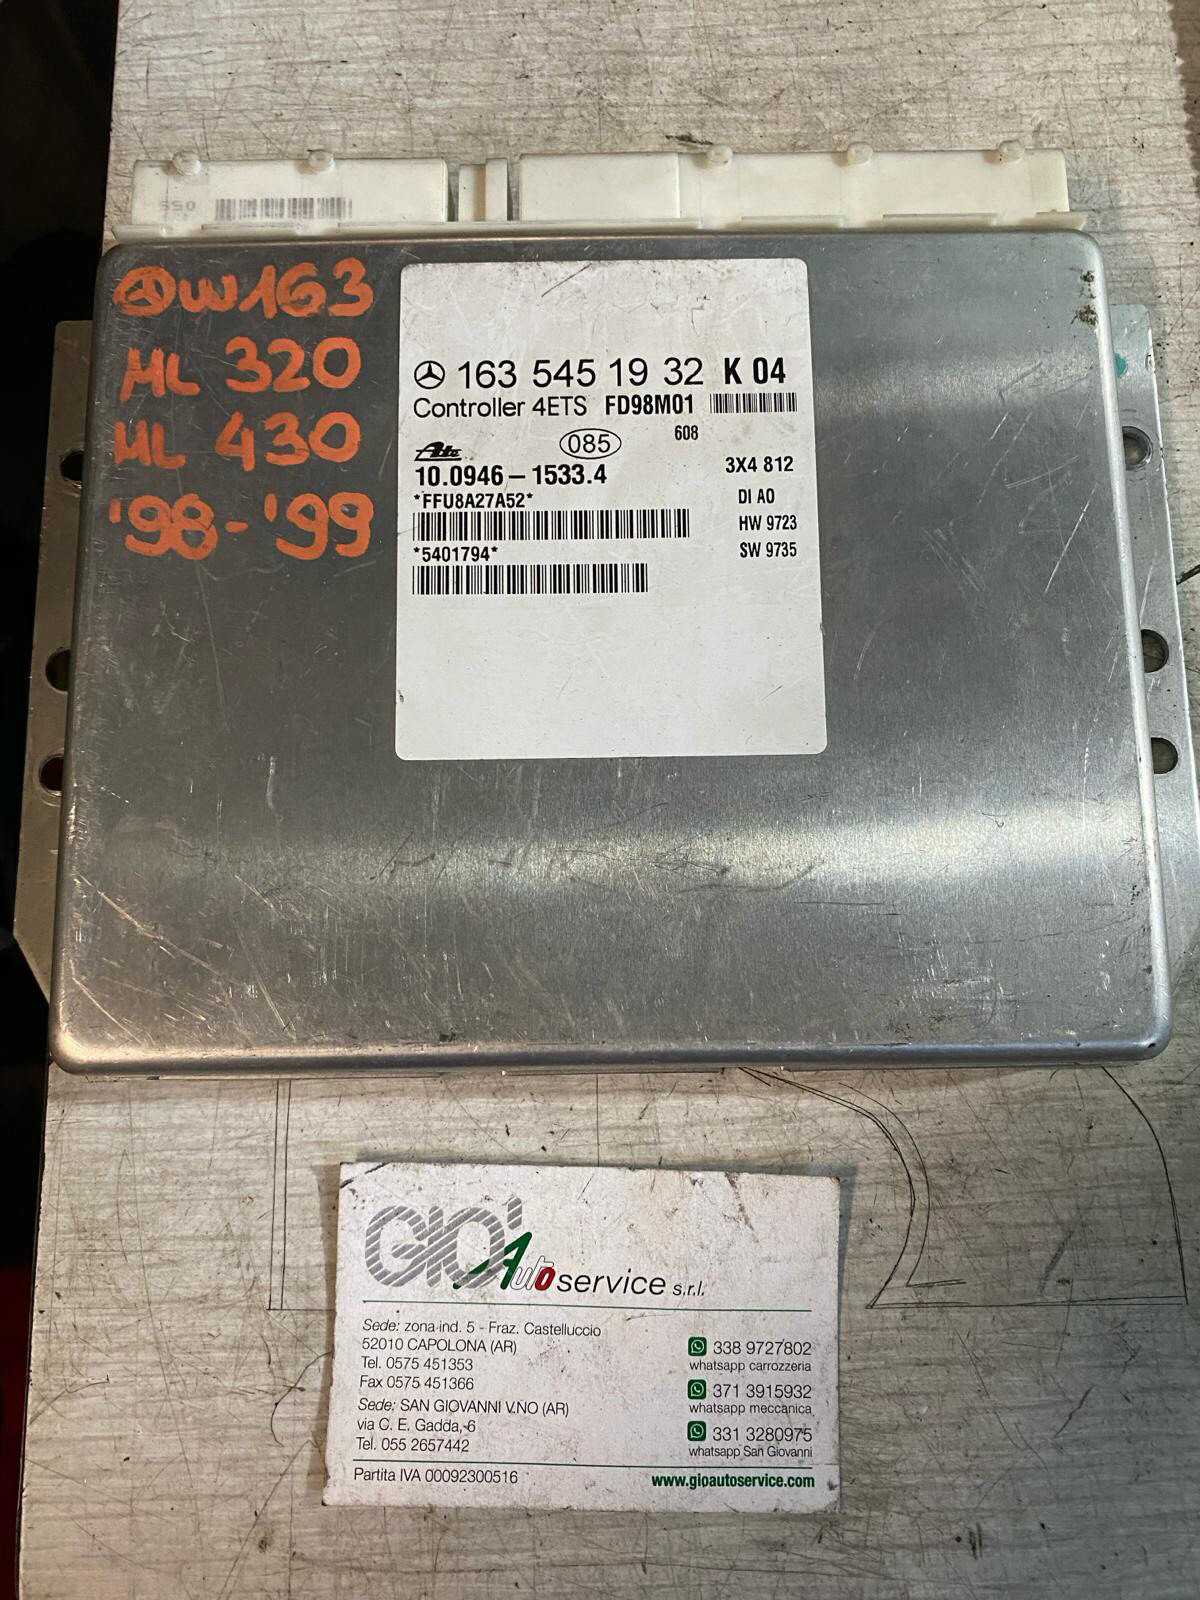 050
W163
ML 320
ML 430
'98-'99
163 545 19 32 K 04
Controller 4ETS FD98M01
608
Ate 085
10.0946-1533.4
3X4 812
*FFU8A27A52*
DI A0
HW 9723
*5401794*
SW 9735
GIO' Auto service s.r.l.
Sede: zona ind. 5 - Fraz. Castelluccio
52010 CAPOLONA (AR)
Tel. 0575 451353
Fax 0575 451366
Sede: SAN GIOVANNI V.NO (AR)
via C. E. Gadda, 6
Tel. 055 2657442
338 9727802
whatsapp carrozzeria
371 3915932
whatsapp meccanica
331 3280975
whatsapp San Giovanni
Partita IVA 00092300516
www.gioautoservice.com